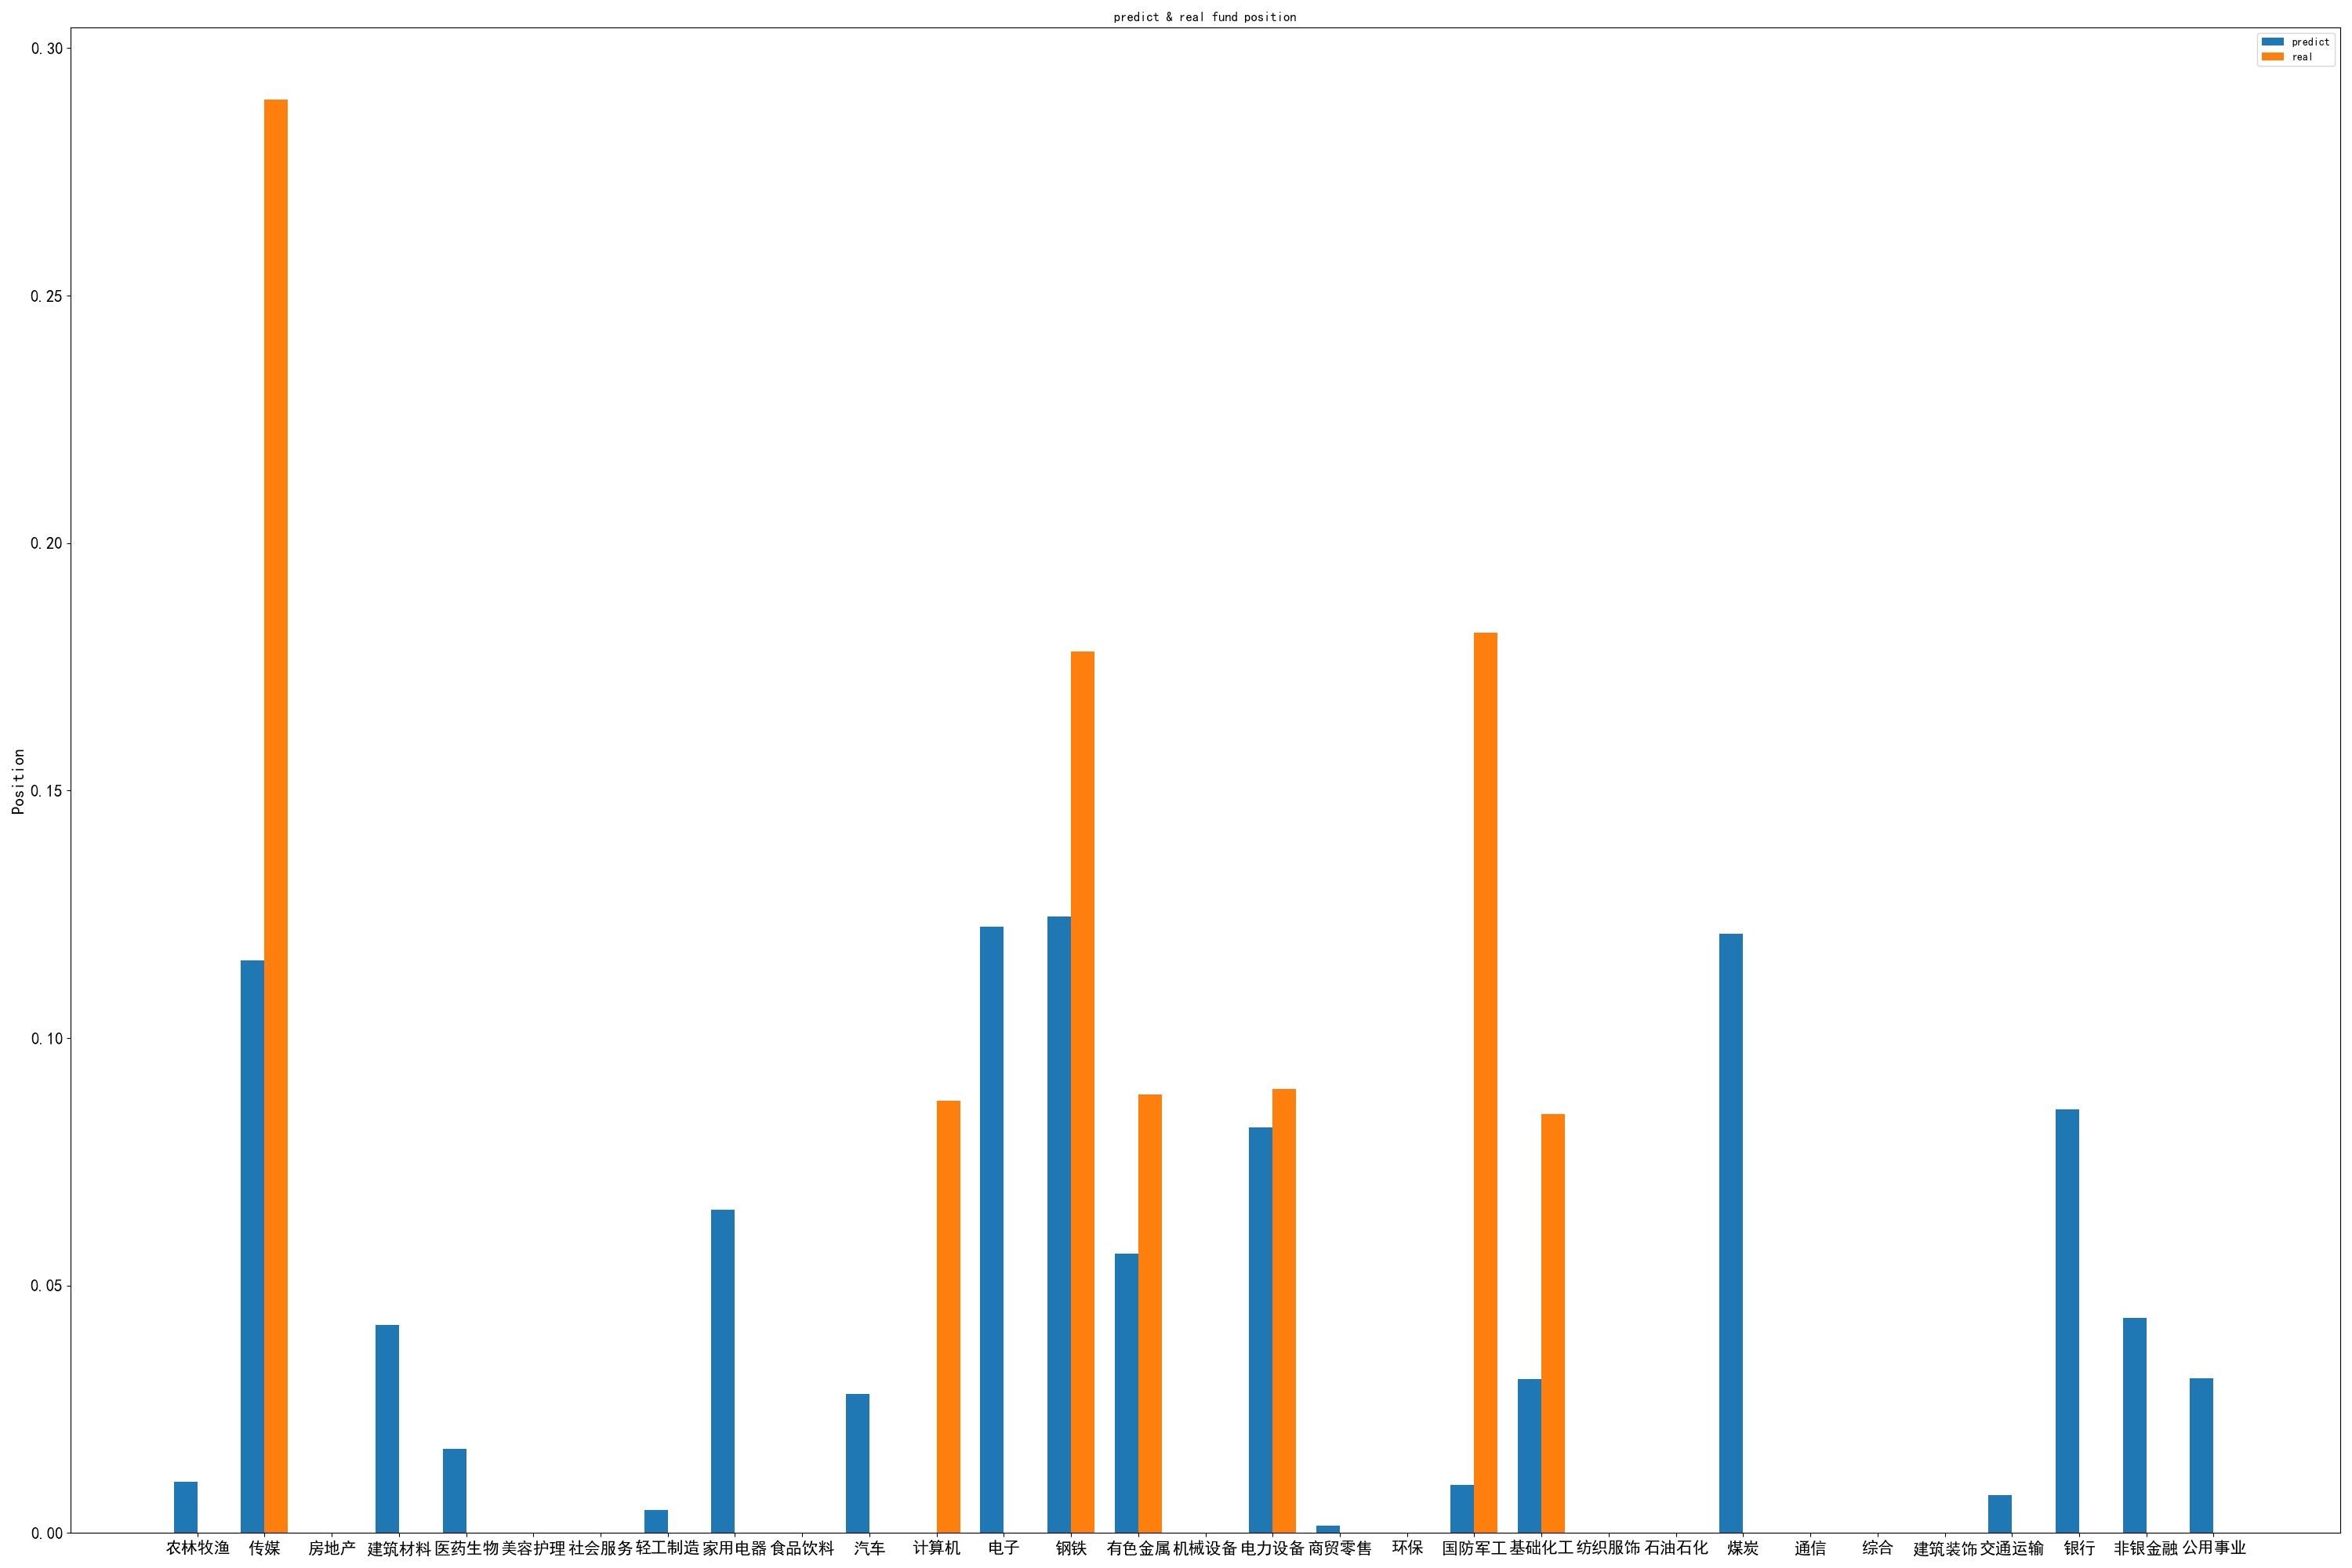 predict & real fund position
predict
real
0.30
0.25
0.20
0.15
0.10
0.05
0.00
Position
农林牧渔 传媒 房地产 建筑材料 医药生物 美容护理 社会服务 轻工制造 家用电器 食品饮料 汽车 计算机 电子 钢铁 有色金属 机械设备 电力设备 商贸零售 环保 国防军工 基础化工 纺织服饰 石油石化 煤炭 通信 综合 建筑装饰 交通运输 银行 非银金融 公用事业